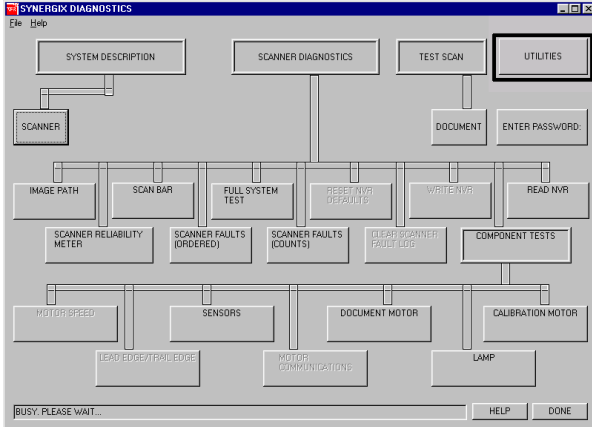 SYNERGIX DIAGNOSTICS
File Help
SYSTEM DESCRIPTION
SCANNER DIAGNOSTICS
TEST SCAN
UTILITIES
SCANNER
DOCUMENT
ENTER PASSWORD:
IMAGE PATH
SCAN BAR
FULL SYSTEM
TEST
RESET NVR
DEFAULTS
WRITE NVR
READ NVR
SCANNER RELIABILITY
METER
SCANNER FAULTS
(ORDERED)
SCANNER FAULTS
(COUNTS)
CLEAR SCANNER
FAULT LOG
COMPONENT TESTS
MOTOR SPEED
SENSORS
DOCUMENT MOTOR
CALIBRATION MOTOR
LEAD EDGE/TRAIL EDGE
MOTOR
COMMUNICATIONS
LAMP
BUSY. PLEASE WAIT...
HELP
DONE